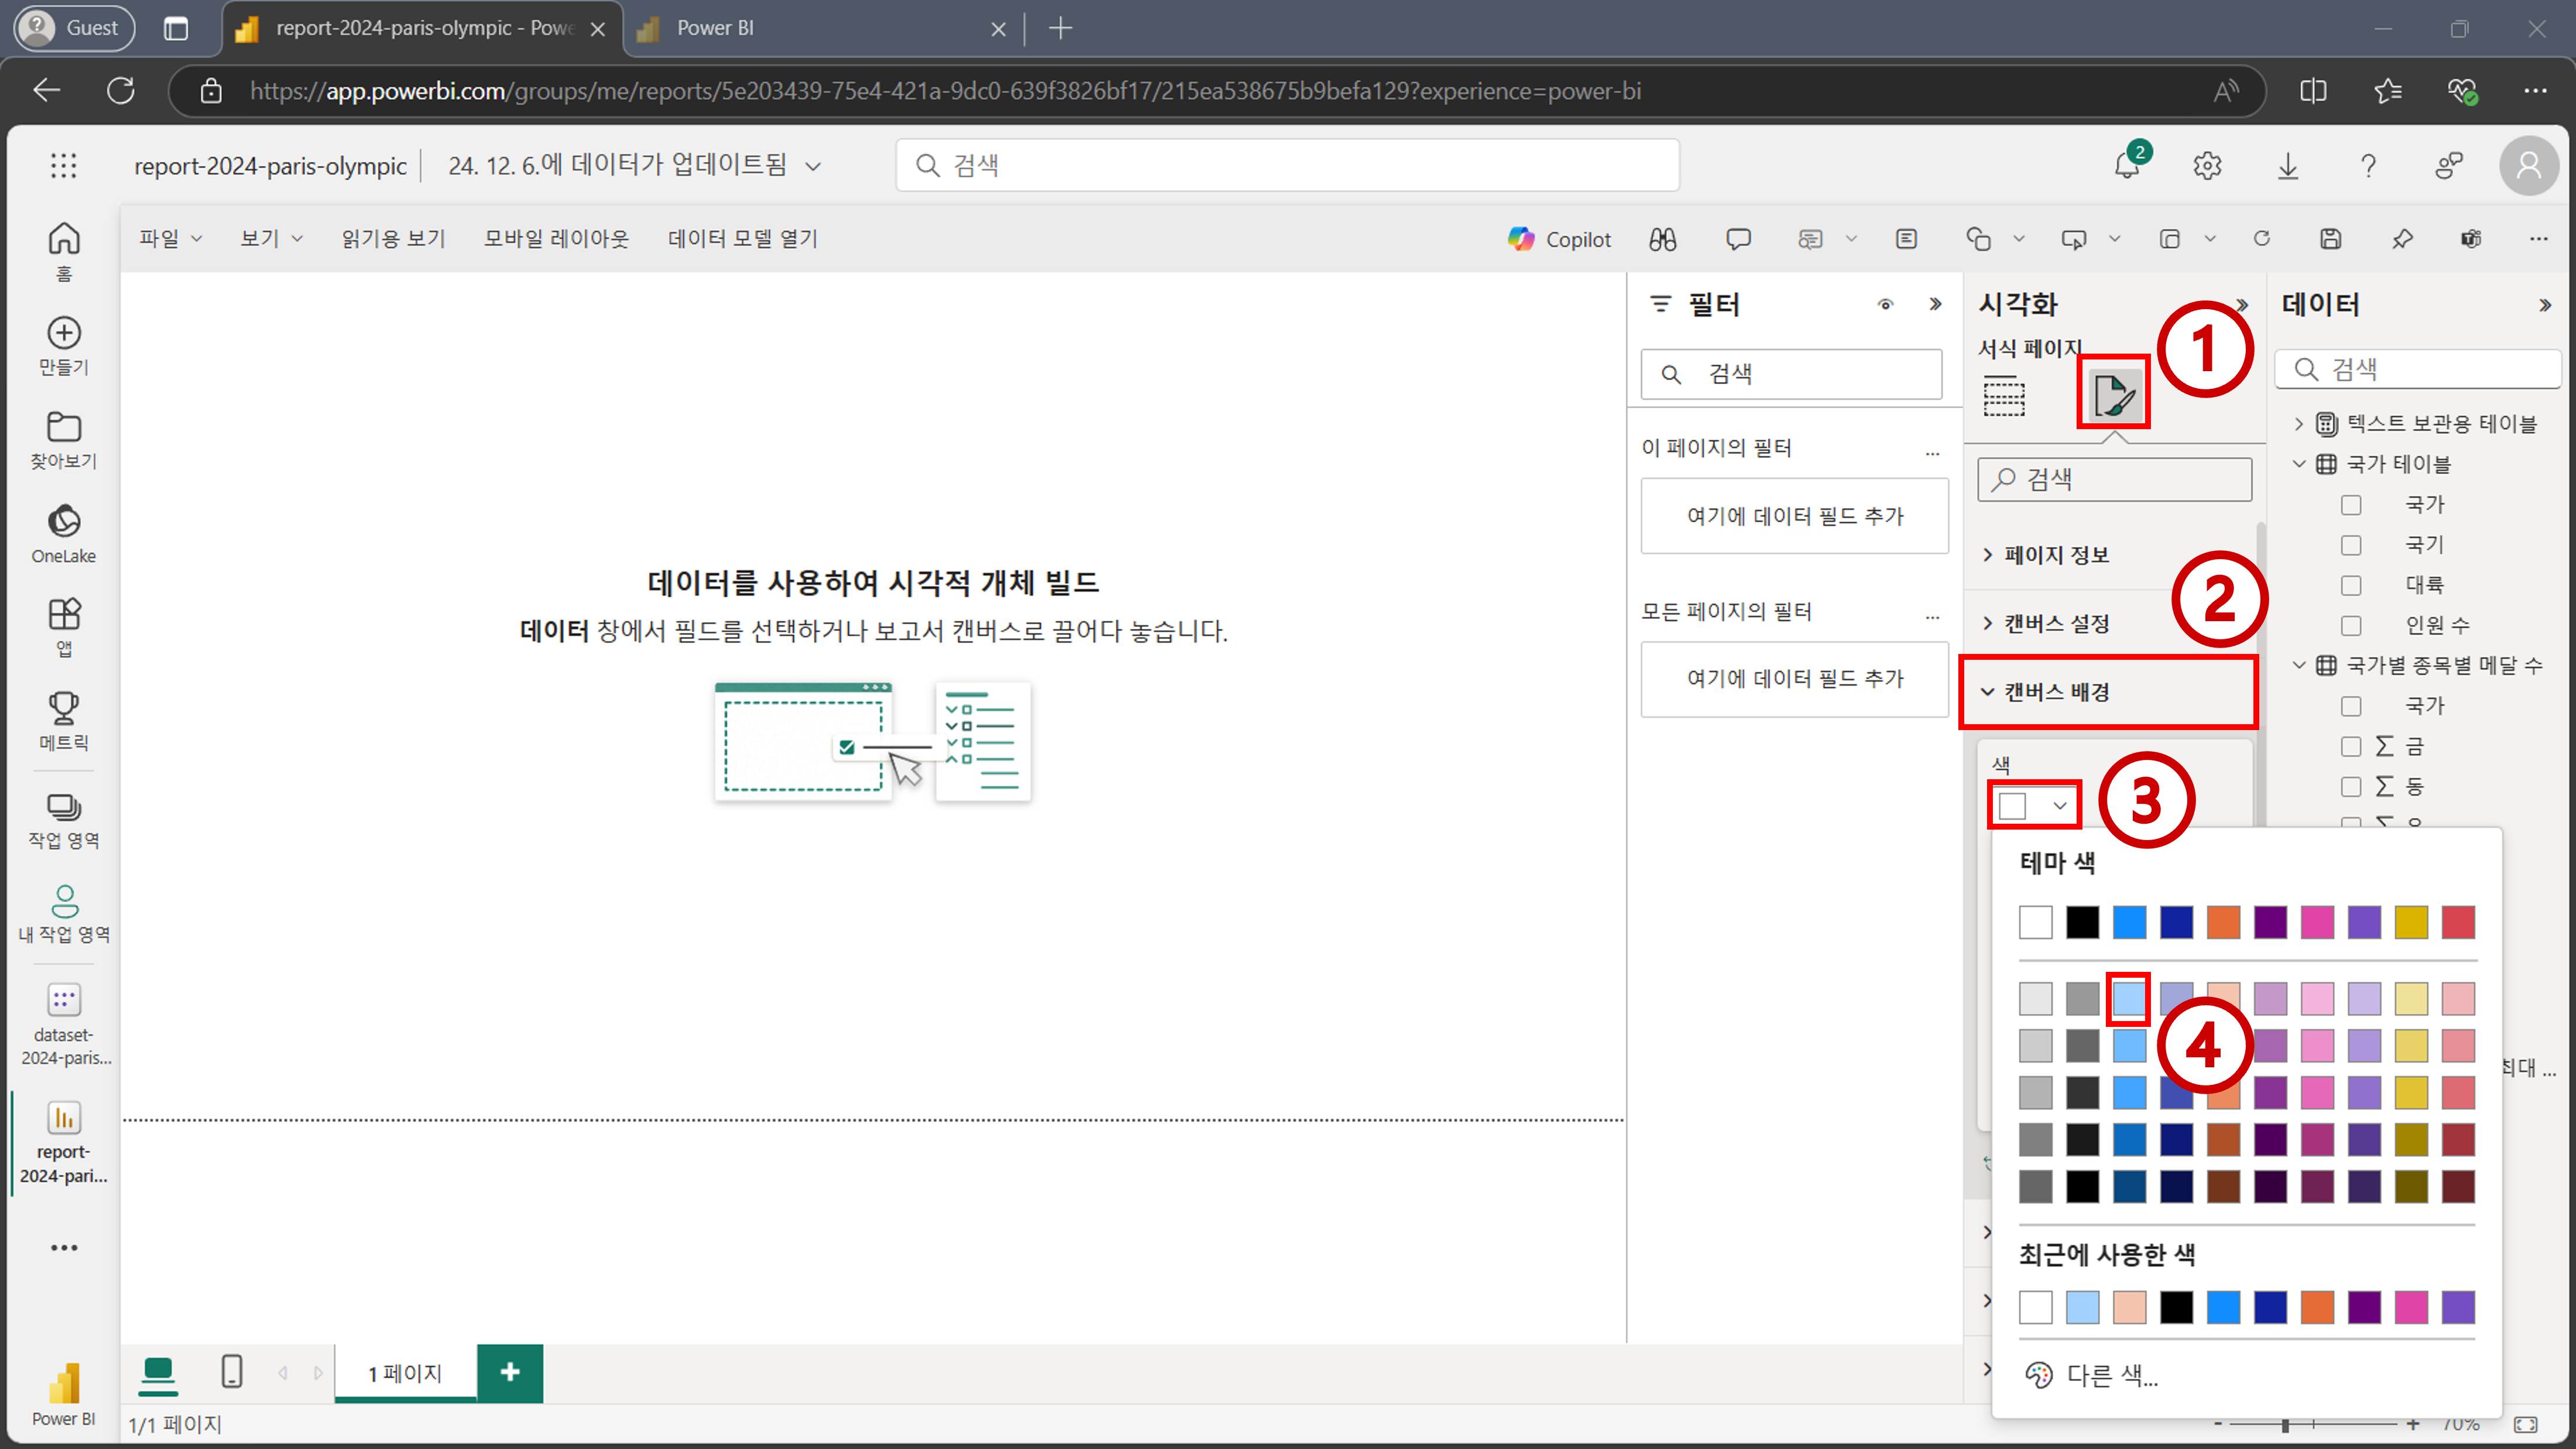 Guest
report-2024-paris-olympic - Powe
Power BI
https://app.powerbi.com/groups/me/reports/5e203439-75e4-421a-9dc0-639f3826bf17/215ea538675b9befa129?experience=power-bi
report-2024-paris-olympic
24. 12. 6.에 데이터가 업데이트됨
검색
2
파일
보기
읽기용 보기
모바일 레이아웃
데이터 모델 열기
Copilot
홈
만들기
찾아보기
OneLake
앱
메트릭
작업 영역
내 작업 영역
dataset-
2024-paris...
report-
2024-pari...
Power BI
데이터를 사용하여 시각적 개체 빌드
데이터 창에서 필드를 선택하거나 보고서 캔버스로 끌어다 놓습니다.
필터
검색
이 페이지의 필터
...
여기에 데이터 필드 추가
모든 페이지의 필터
...
여기에 데이터 필드 추가
시각화
서식 페이지
1
검색
페이지 정보
2
캔버스 설정
캔버스 배경
색
3
테마 색
4
최근에 사용한 색
다른 색...
데이터
검색
텍스트 보관용 테이블
국가 테이블
국가
국기
대륙
인원 수
국가별 종목별 메달 수
국가
금
동
최대 ...
1 페이지
1/1 페이지
- + 70%